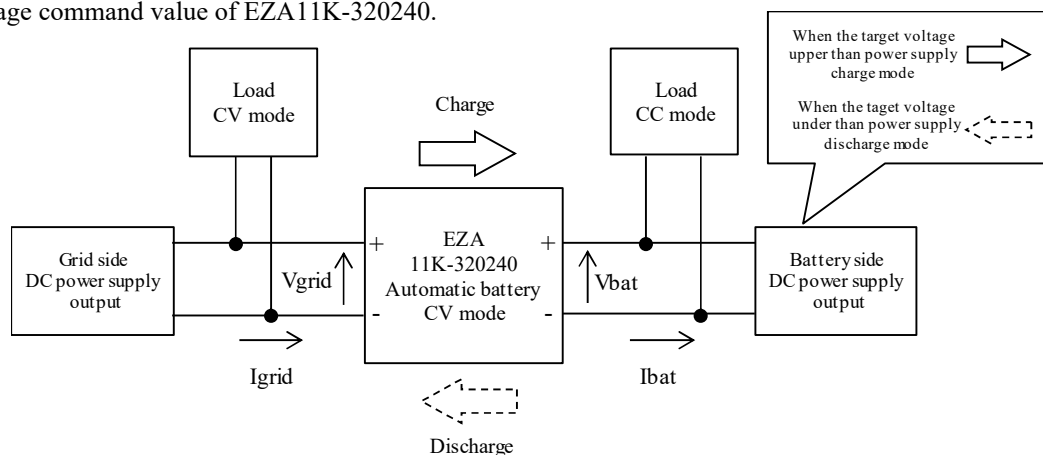 age command value of EZA11K-320240.
When the target voltage
upper than power supply
charge mode
When the taget voltage
under than power supply
discharge mode
Load
CV mode
Charge
Load
CC mode
Grid side
DC power supply
output
Vgrid
+
-
EZA
11K-320240
Automatic battery
CV mode
+
-
Vbat
Battery side
DC power supply
output
Igrid
Ibat
Discharge